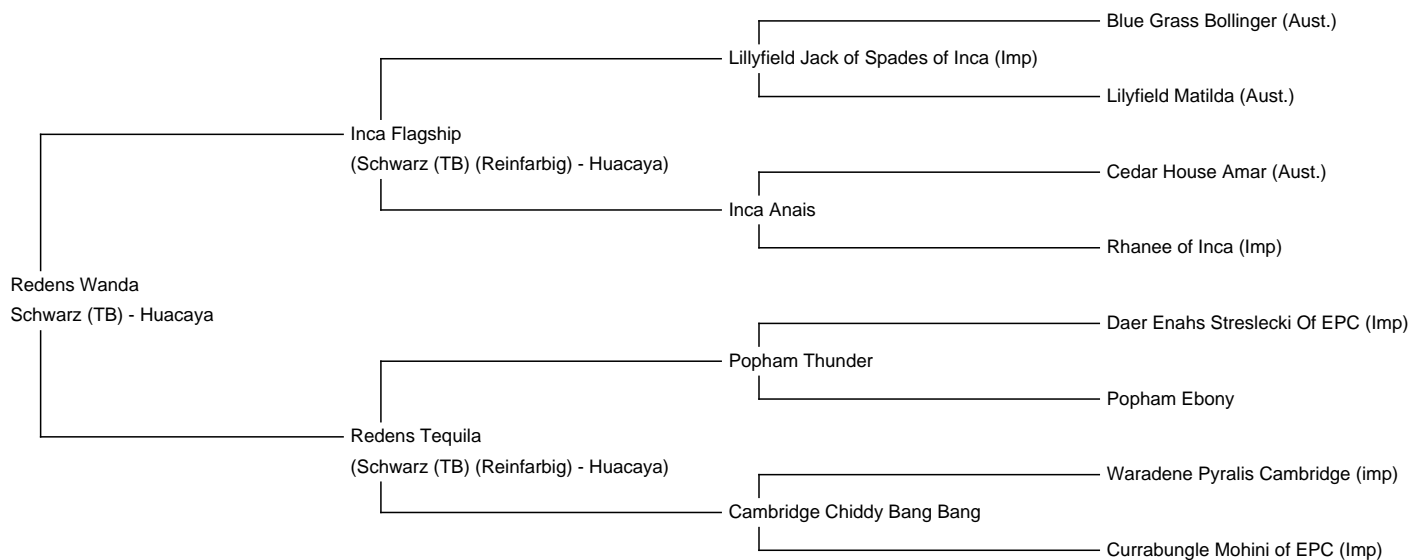 Blue Grass Bollinger (Aust.)
Lillyfield Jack of Spades of Inca (Imp)
Lilyfield Matilda (Aust.)
Inca Flagship
(Schwarz (TB) (Reinfarbig) - Huacaya)
Cedar House Amar (Aust.)
Inca Anais
Rhanee of Inca (Imp)
Redens Wanda
Schwarz (TB) - Huacaya
Daer Enahs Streslecki Of EPC (Imp)
Popham Thunder
Popham Ebony
Redens Tequila
(Schwarz (TB) (Reinfarbig) - Huacaya)
Waradene Pyralis Cambridge (imp)
Cambridge Chiddy Bang Bang
Currabungle Mohini of EPC (Imp)